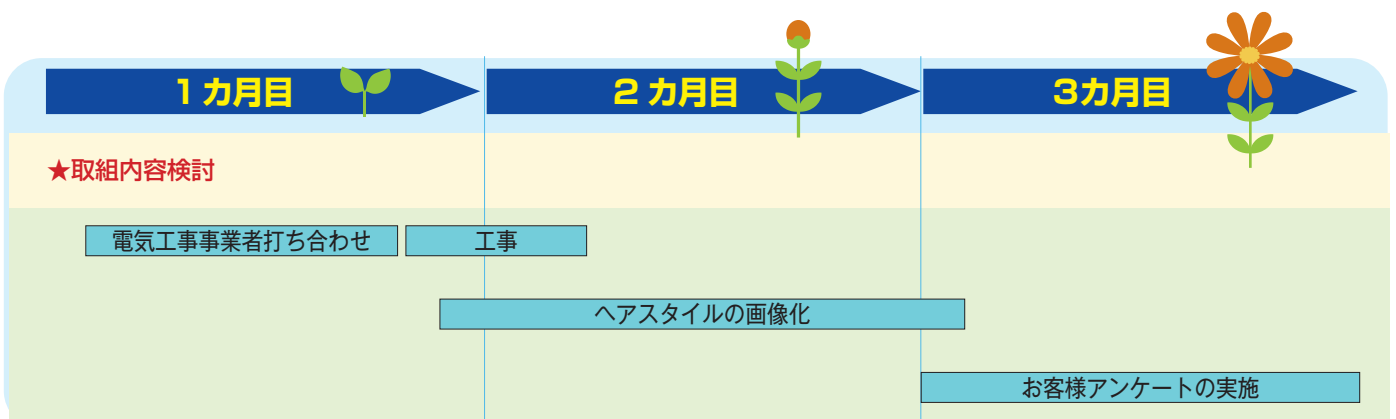 1カ月目
2カ月目
3カ月目
★取組内容検討
電気工事事業者打ち合わせ
工事
ヘアスタイルの画像化
お客様アンケートの実施